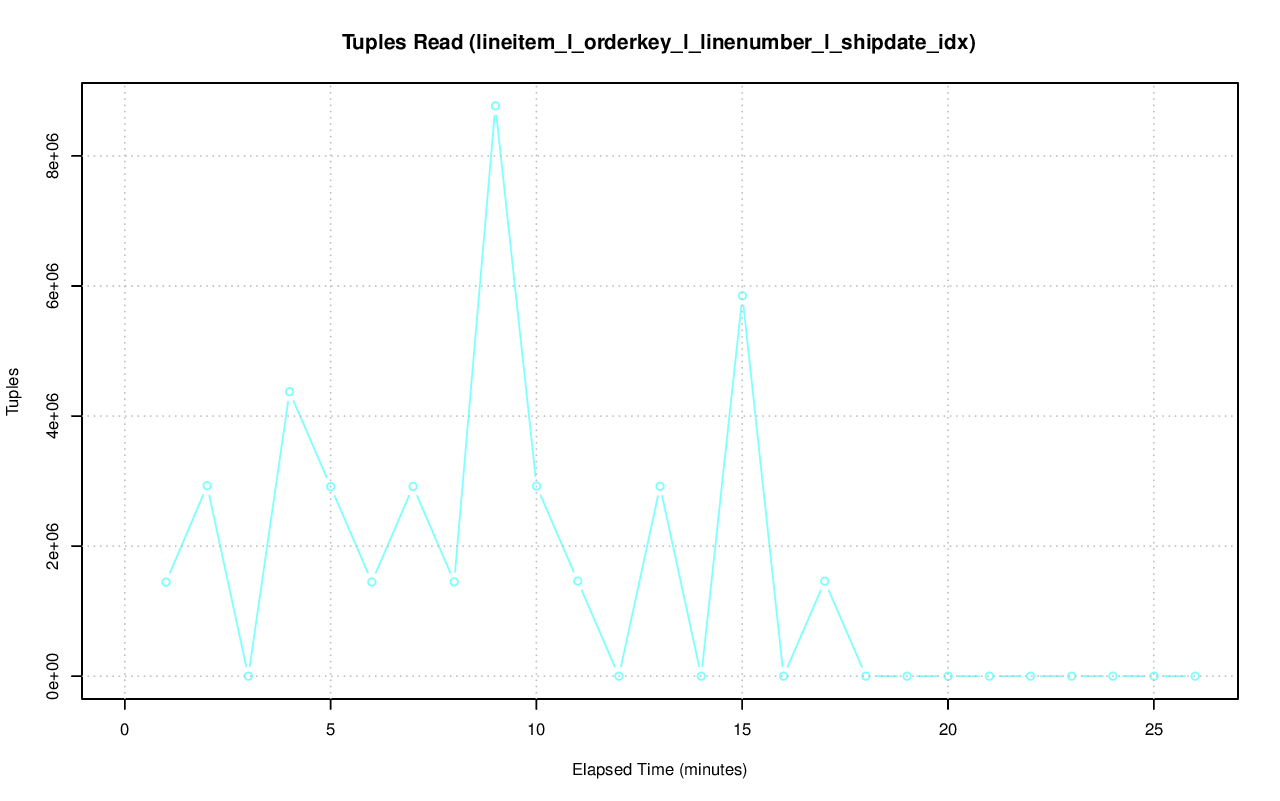 Tuples Read (lineitem_l_orderkey_l_linenumber_l_shipdate_idx)
Tuples
8e+06
6e+06
4e+06
2e+06
0e+00
0 5 10 15 20 25
Elapsed Time (minutes)